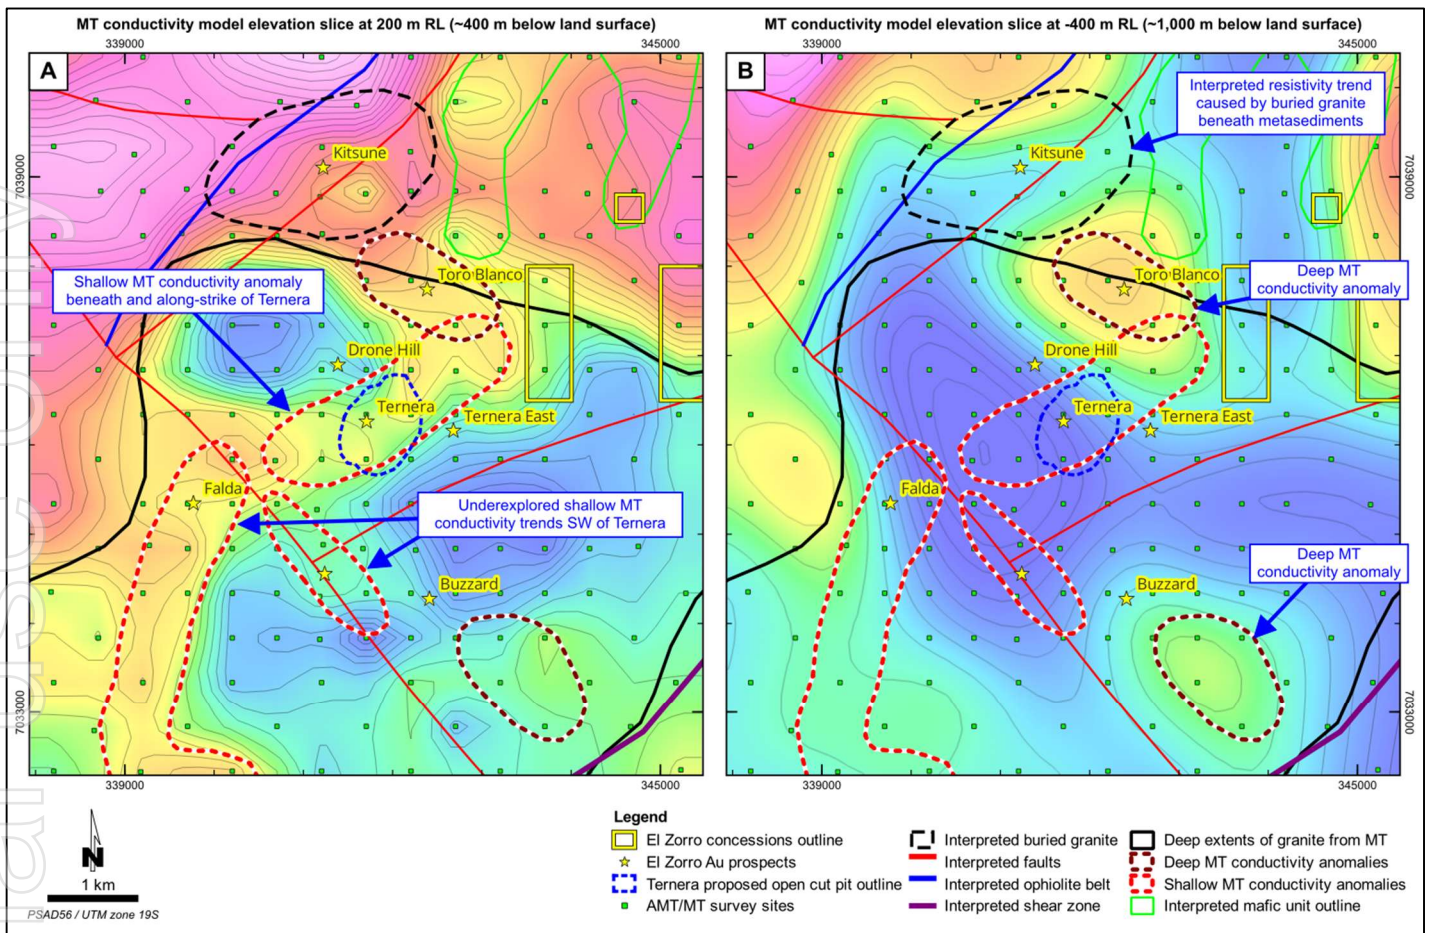 MT conductivity model elevation slice at 200 m RL (~400 m below land surface)
MT conductivity model elevation slice at -400 m RL (~1,000 m below land surface)
339000
345000
339000
345000
A
Kitsune
7039000
Shallow MT conductivity anomaly
beneath and along-strike of Ternera
Toro Blanco
Drone Hill
Ternera
Ternera East
Falda
Underexplored shallow MT
conductivity trends SW of Ternera
Buzzard
7033000
339000
345000
B
Interpreted resistivity trend
caused by buried granite
beneath metasediments
Kitsune
7039000
Toro Blanco
Deep MT
conductivity anomaly
Drone Hill
Ternera
Ternera East
Falda
Deep MT
conductivity anomaly
Buzzard
7033000
339000
345000
N
1 km
PSAD56 / UTM zone 19S
Legend
El Zorro concessions outline
El Zorro Au prospects
Ternera proposed open cut pit outline
AMT/MT survey sites
Interpreted buried granite
Interpreted faults
Interpreted ophiolite belt
Interpreted shear zone
Deep extents of granite from MT
Deep MT conductivity anomalies
Shallow MT conductivity anomalies
Interpreted mafic unit outline